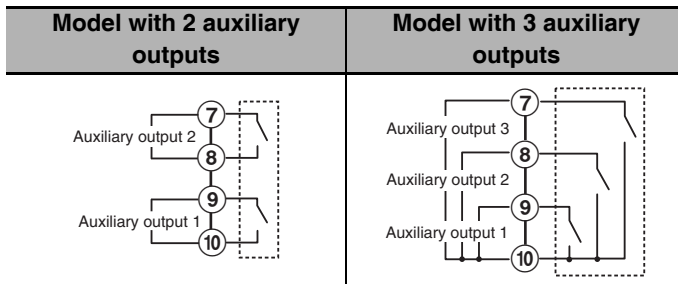 Model with 2 auxiliary
outputs
Model with 3 auxiliary
outputs
7
Auxiliary output 2
8
9
Auxiliary output 1
10
7
Auxiliary output 3
8
Auxiliary output 2
9
Auxiliary output 1
10